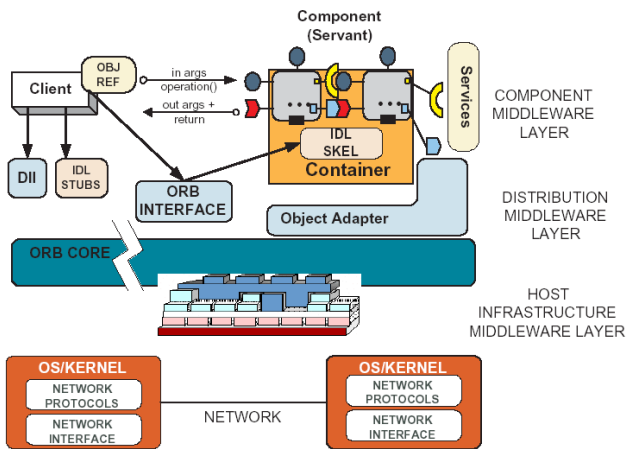 Component
(Servant)
OBJ
REF
Client
in args
operation()
out args +
return
Services
COMPONENT
MIDDLEWARE
LAYER
DII
IDL
STUBS
IDL
SKEL
Container
ORB
INTERFACE
Object Adapter
DISTRIBUTION
MIDDLEWARE
LAYER
ORB CORE
HOST
INFRASTRUCTURE
MIDDLEWARE LAYER
OS/KERNEL
NETWORK
PROTOCOLS
NETWORK
INTERFACE
NETWORK
OS/KERNEL
NETWORK
PROTOCOLS
NETWORK
INTERFACE